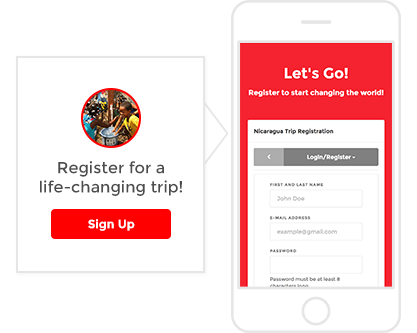 Register for a
life-changing trip!
Sign Up
Let's Go!
Register to start changing the world!
Nicaragua Trip Registration
Login/Register
FIRST AND LAST NAME
John Doe
E-MAIL ADDRESS
example@gmail.com
PASSWORD
Password must be at least 8
characters long